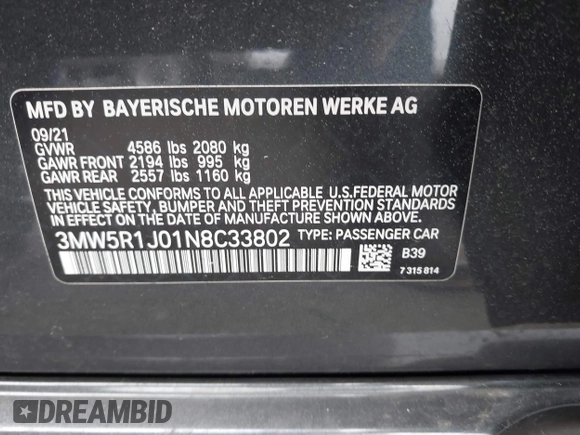 MFD BY BAYERISCHE MOTOREN WERKE AG
09/21
GVWR 4586 lbs 2080 kg
GAWR FRONT 2194 lbs 995 kg
GAWR REAR 2557 lbs 1160 kg
THIS VEHICLE CONFORMS TO ALL APPLICABLE U.S.FEDERAL MOTOR
VEHICLE SAFETY, BUMPER, AND THEFT PREVENTION STANDARDS
IN EFFECT ON THE DATE OF MANUFACTURE SHOWN ABOVE.
3MW5R1J01N8C33802 TYPE: PASSENGER CAR
B39
7 315 814
DREAMBID